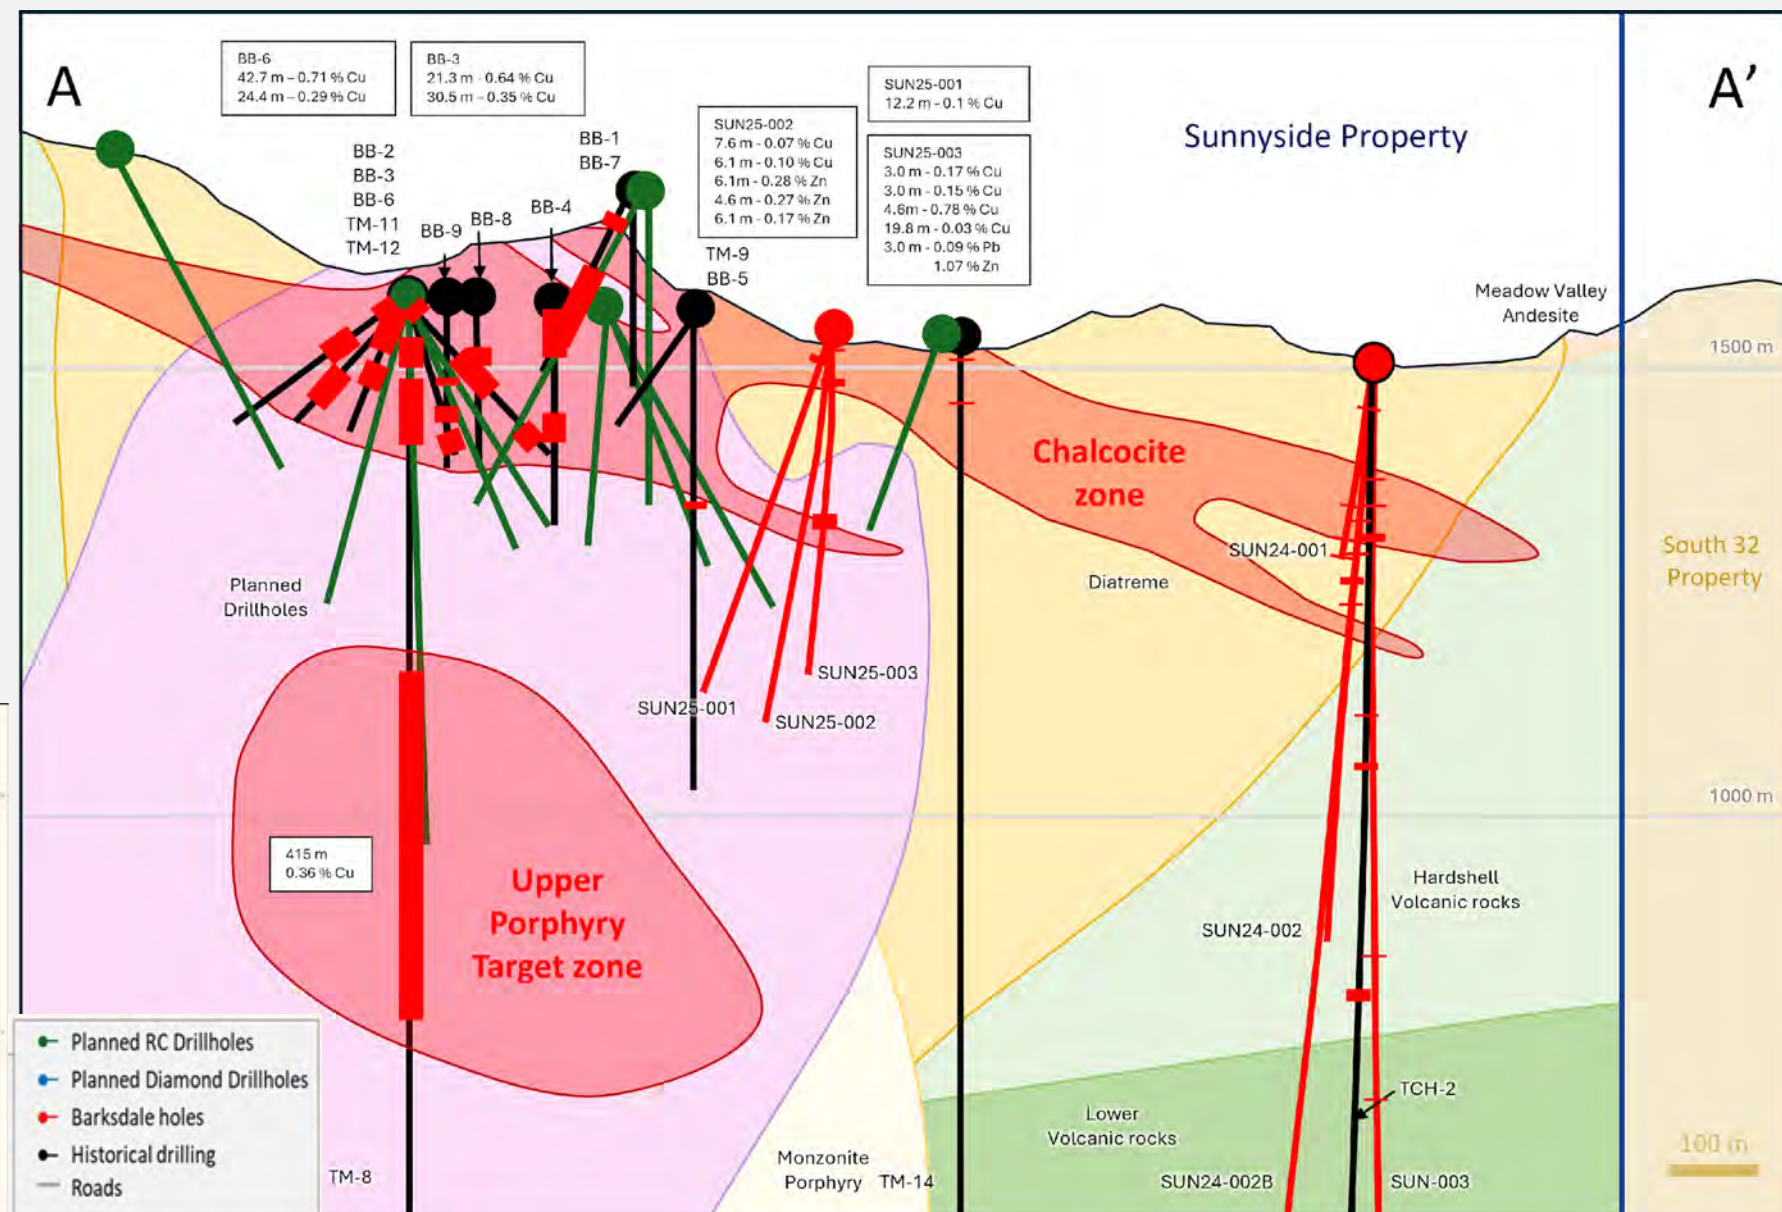 A
BB-6
42.7 m – 0.71 % Cu
24.4 m – 0.29 % Cu
BB-3
21.3 m - 0.64 % Cu
30.5 m – 0.35 % Cu
BB-2
BB-3
BB-6
TM-11
TM-12
BB-9
BB-8
BB-4
BB-1
BB-7
SUN25-002
7.6 m - 0.07 % Cu
6.1 m - 0.10 % Cu
6.1m - 0.28 % Zn
4.6 m - 0.27 % Zn
6.1 m - 0.17 % Zn
TM-9
BB-5
SUN25-001
12.2 m - 0.1 % Cu
SUN25-003
3.0 m - 0.17 % Cu
3.0 m - 0.15 % Cu
4.6m - 0.78 % Cu
19.8 m - 0.03 % Cu
3.0 m - 0.09 % Pb
1.07 % Zn
Sunnyside Property
A’
Meadow Valley
Andesite
1500 m
Chalcocite
zone
SUN24-001
South 32
Property
Planned
Drillholes
Diatreme
SUN25-003
SUN25-001
SUN25-002
1000 m
415 m
0.36 % Cu
Upper
Porphyry
Target zone
Hardshell
Volcanic rocks
SUN24-002
Planned RC Drillholes
Planned Diamond Drillholes
Barksdale holes
Historical drilling
Roads
TM-8
Monzonite
Porphyry
TM-14
Lower
Volcanic rocks
TCH-2
SUN24-002B
SUN-003
100 m